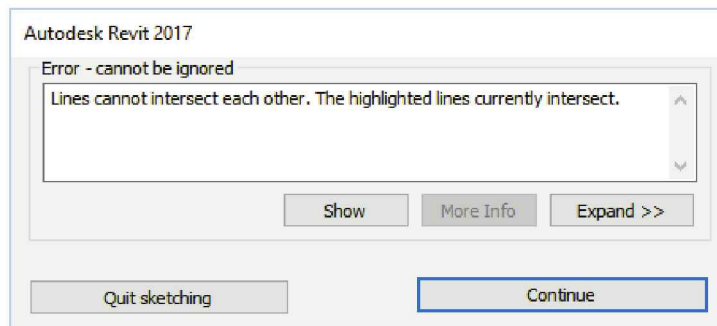 Autodesk Revit 2017
Error - cannot be ignored
Lines cannot intersect each other. The highlighted lines currently intersect.
Show More Info Expand >>
Quit sketching Continue